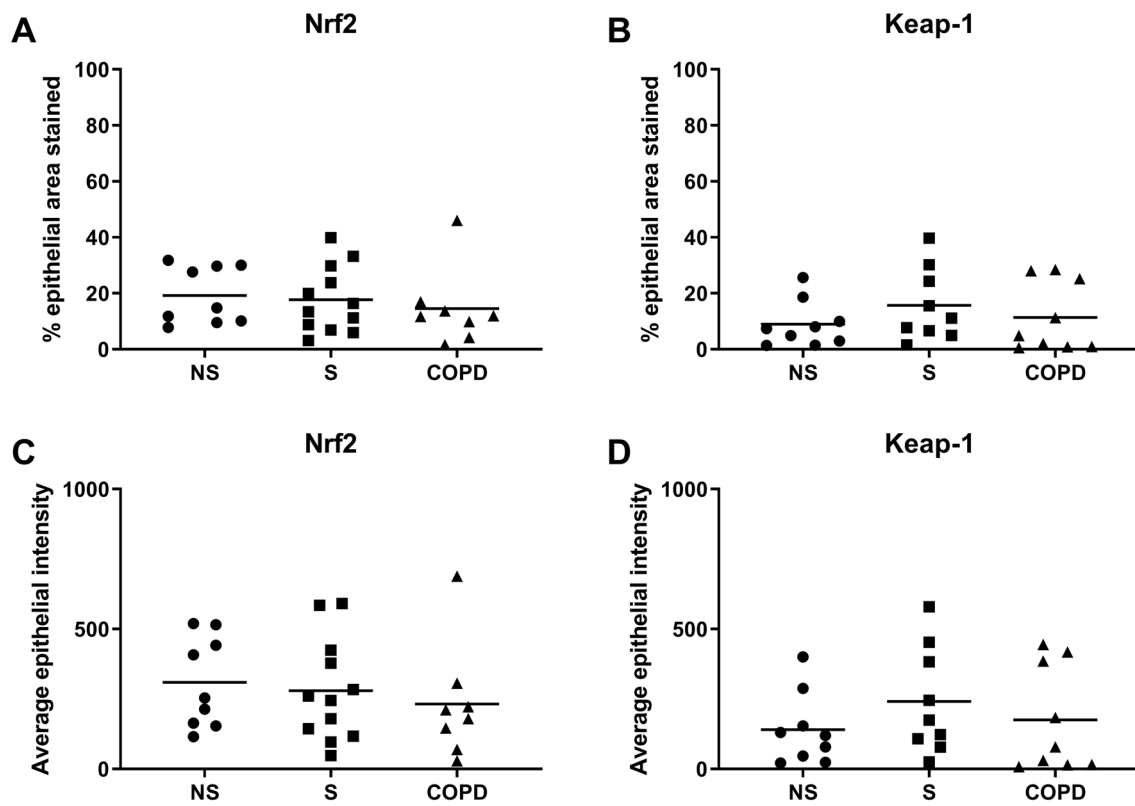 A
Nrf2
% epithelial area stained
100
80
60
40
20
0
NS
S
COPD
B
Keap-1
% epithelial area stained
100
80
60
40
20
0
NS
S
COPD
C
Nrf2
Average epithelial intensity
1000
500
0
NS
S
COPD
D
Keap-1
Average epithelial intensity
1000
500
0
NS
S
COPD